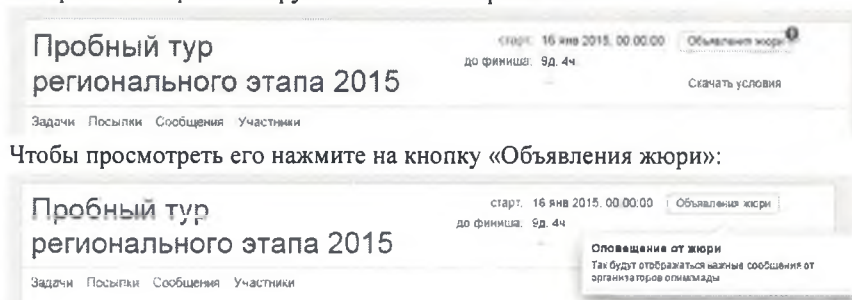 Пробный тур
регионального этапа 2015
старт: 16 янв 2015, 00:00:00
Объявления жюри
до финиша: 9д. 4ч
Скачать условия
Задачи Посылки Сообщения Участники
Чтобы просмотреть его нажмите на кнопку «Объявления жюри»:
Пробный тур
регионального этапа 2015
старт: 16 янв 2015, 00:00:00
Объявления жюри
до финиша: 9д. 4ч
Оповещение от жюри
Так будут отображаться важные сообщения от
организаторов олимпиады
Задачи Посылки Сообщения Участники